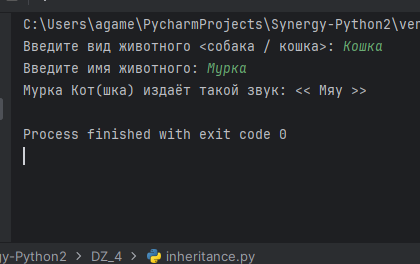 C:\Users\agame\PycharmProjects\Synergy-Python2\ver
Введите вид животного <собака / кошка>: Кошка
Введите имя животного: Мурка
Мурка Кот(шка) издаёт такой звук: << Мяу >>
Process finished with exit code 0
gy-Python2 > DZ_4 > inheritance.py